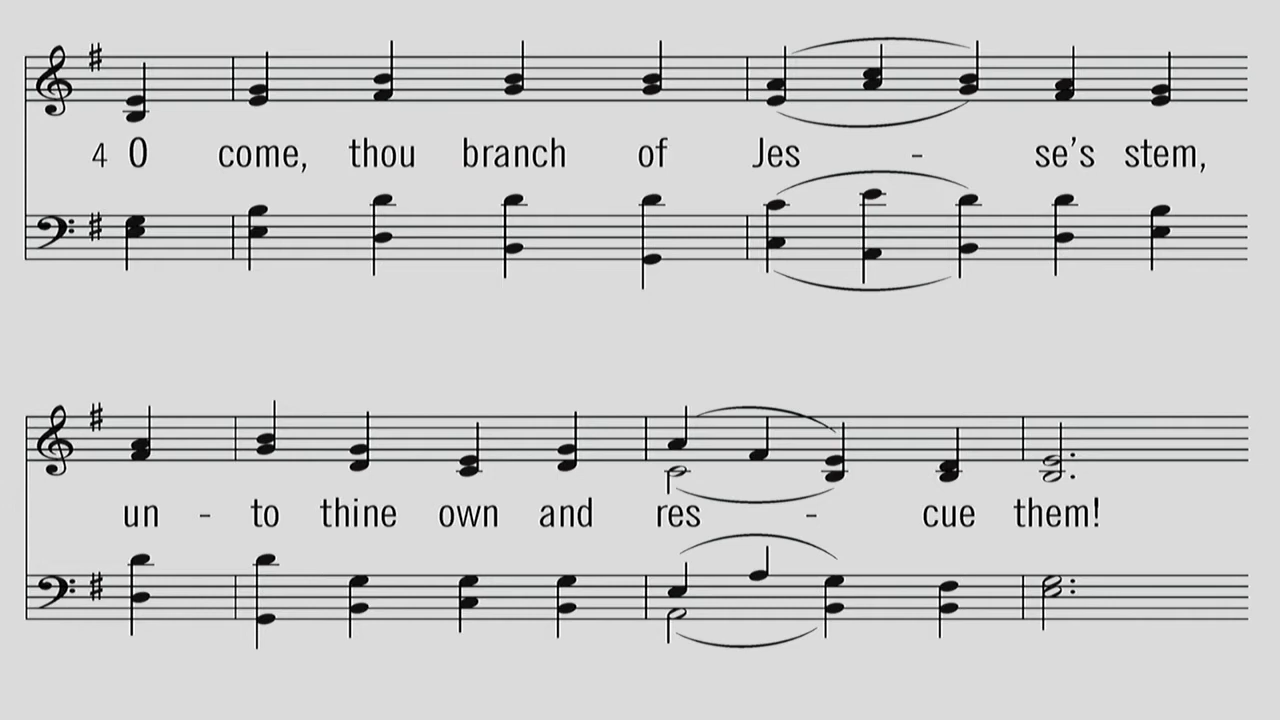 4 O come, thou branch of Jes - se's stem,
un - to thine own and res - cue them!